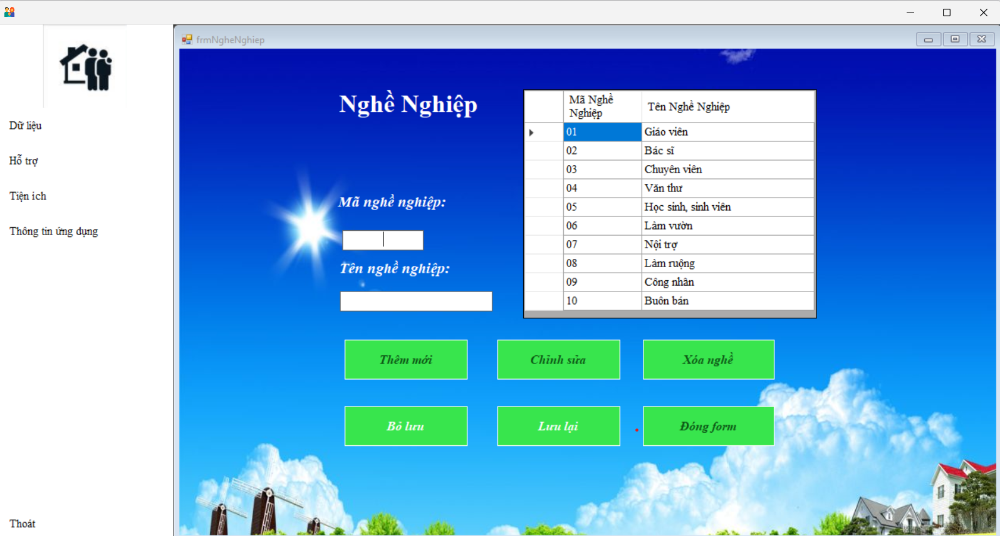 frmNgheNghiep
Dữ liệu
Hỗ trợ
Tiện ích
Thông tin ứng dụng
Thoát
Nghề Nghiệp
Mã nghề nghiệp:
Tên nghề nghiệp:
Mã Nghề Nghiệp Tên Nghề Nghiệp
01 Giáo viên
02 Bác sĩ
03 Chuyên viên
04 Văn thư
05 Học sinh, sinh viên
06 Làm vườn
07 Nội trợ
08 Làm ruộng
09 Công nhân
10 Buôn bán
Thêm mới Chỉnh sửa Xóa nghề
Bỏ lưu Lưu lại Đóng form